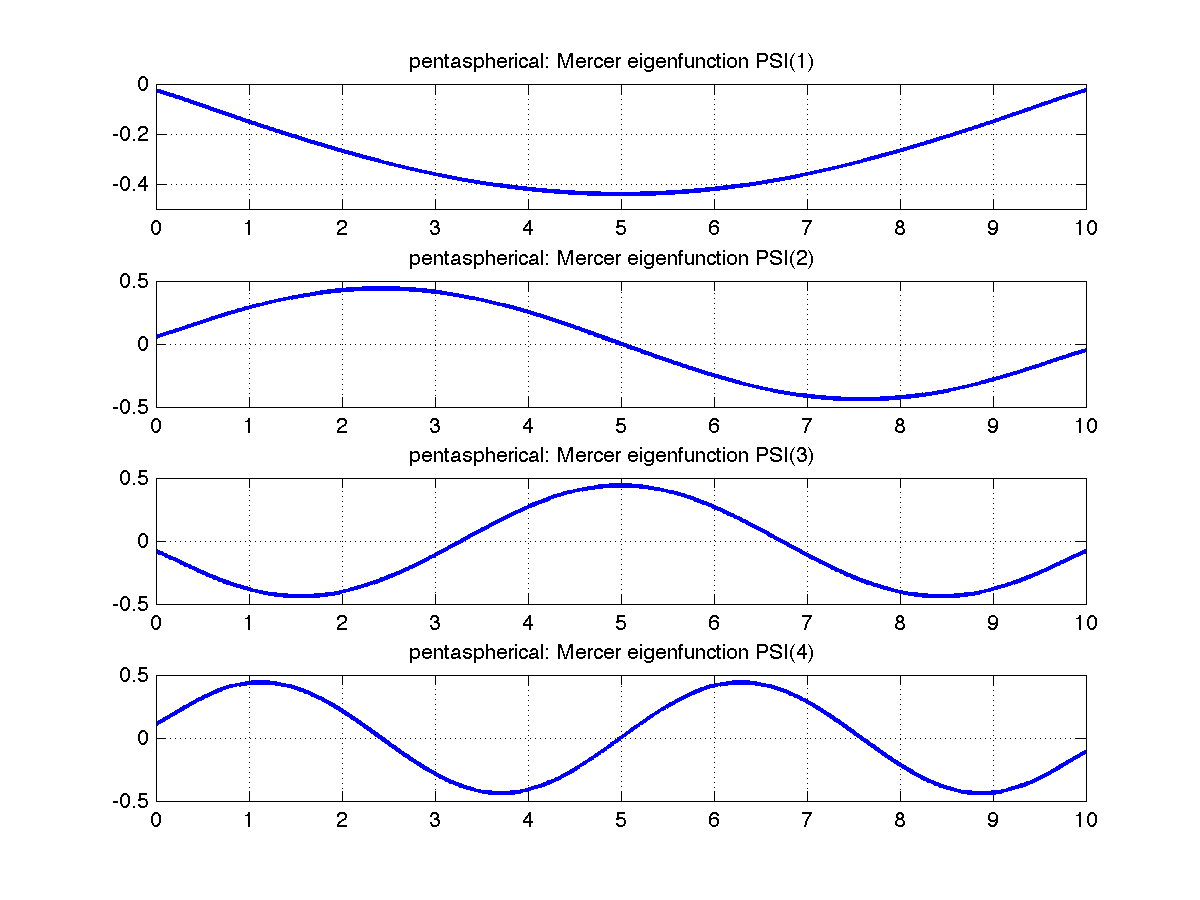 pentaspherical: Mercer eigenfunction PSI(1)
0
-0.2
-0.4
0 1 2 3 4 5 6 7 8 9 10
pentaspherical: Mercer eigenfunction PSI(2)
0.5
0
-0.5
0 1 2 3 4 5 6 7 8 9 10
pentaspherical: Mercer eigenfunction PSI(3)
0.5
0
-0.5
0 1 2 3 4 5 6 7 8 9 10
pentaspherical: Mercer eigenfunction PSI(4)
0.5
0
-0.5
0 1 2 3 4 5 6 7 8 9 10